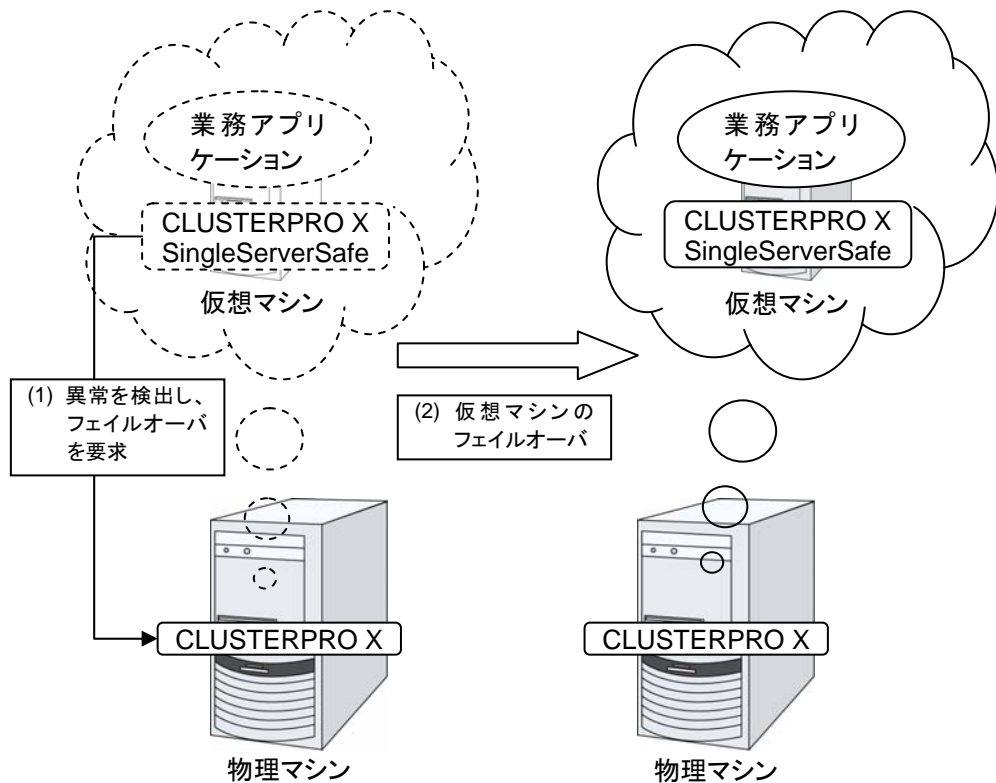 業務アプリ
ケーション
CLUSTERPRO X
SingleServerSafe
仮想マシン
業務アプリ
ケーション
CLUSTERPRO X
SingleServerSafe
仮想マシン
(1) 異常を検出し、
フェイルオーバ
を要求
(2) 仮想マシンの
フェイルオーバ
CLUSTERPRO X
物理マシン
CLUSTERPRO X
物理マシン